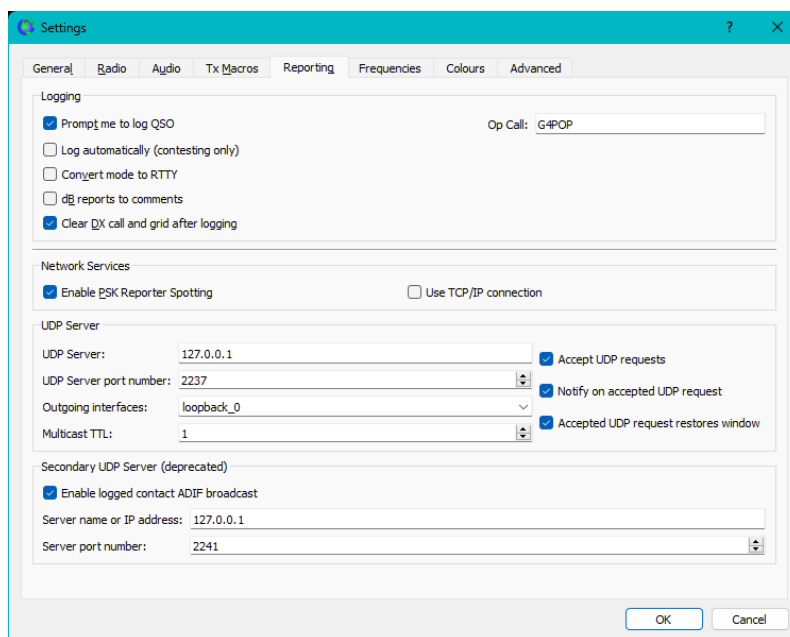 Settings
?
General Radio Audio Tx Macros Reporting Frequencies Colours Advanced
Logging
Prompt me to log QSO
Op Call: G4POP
Log automatically (contesting only)
Convert mode to RTTY
dB reports to comments
Clear DX call and grid after logging
Network Services
Enable PSK Reporter Spotting
Use TCP/IP connection
UDP Server
UDP Server: 127.0.0.1
Accept UDP requests
UDP Server port number: 2237
Notify on accepted UDP request
Outgoing interfaces: loopback_0
Accepted UDP request restores window
Multicast TTL: 1
Secondary UDP Server (deprecated)
Enable logged contact ADIF broadcast
Server name or IP address: 127.0.0.1
Server port number: 2241
OK Cancel